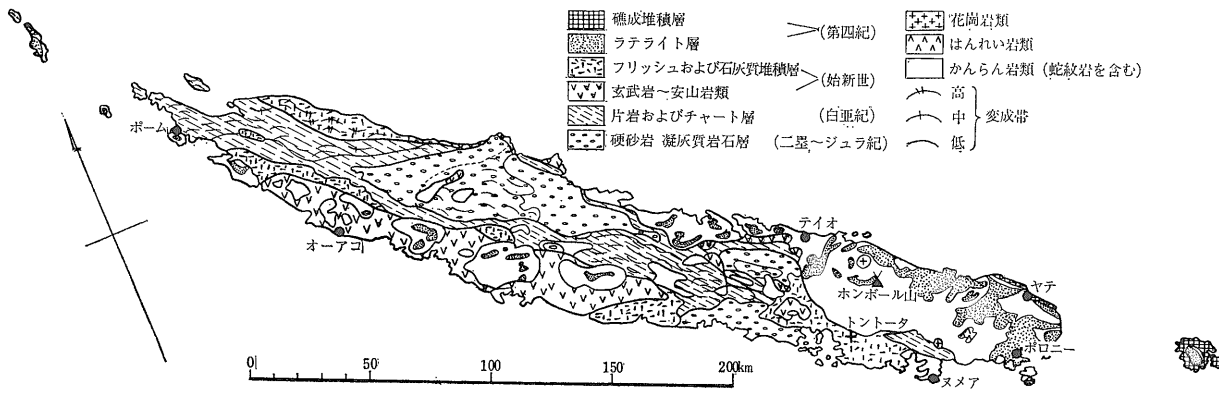 礁成堆積層
ラテライト層
(第四紀)
フリッシュおよび石灰質堆積層
玄武岩~安山岩類
(始新世)
片岩およびチャート層
(白亜紀)
硬砂岩 凝灰質岩石層
(二塁~ジュラ紀)
花崗岩類
はんれい岩類
かんらん岩類 (蛇紋岩を含む)
高
中
低
変成帯
ポーム
オーアコ
テイオ
ホンボール山
ヤテ
トントータ
ポロニー
ヌメア
0 50 100 150 200km